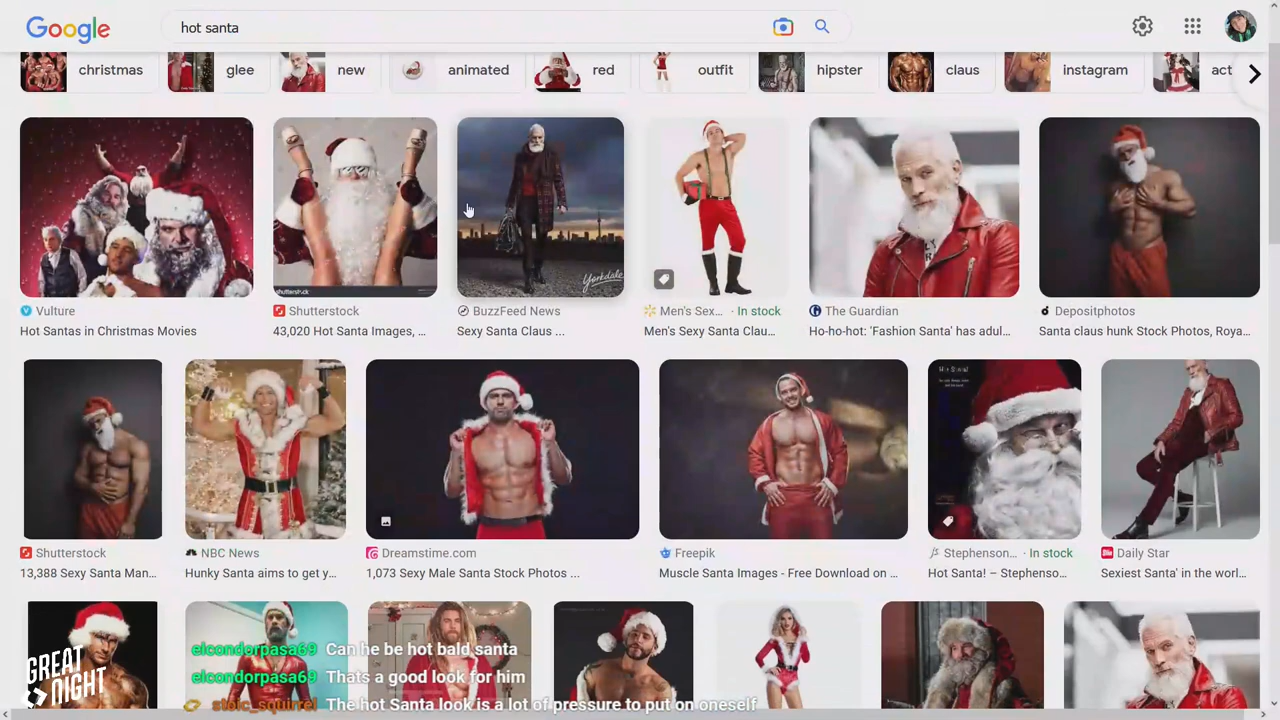 Google
hot santa
christmas
glee
new
animated
red
outfit
hipster
claus
instagram
act
Yorkdale
shutterstock
Vulture
Hot Santas in Christmas Movies
Shutterstock
43,020 Hot Santa Images, ...
BuzzFeed News
Sexy Santa Claus ...
Men's Sex... · In stock
Men's Sexy Santa Clau...
The Guardian
Ho-ho-hot: 'Fashion Santa' has adul...
Depositphotos
Santa claus hunk Stock Photos, Roya...
Hot Santa!
Shutterstock
13,388 Sexy Santa Man...
NBC News
Hunky Santa aims to get y...
Dreamstime.com
1,073 Sexy Male Santa Stock Photos ...
Freepik
Muscle Santa Images - Free Download on ...
Stephenson... · In stock
Hot Santa! – Stephenso...
Daily Star
Sexiest Santa' in the worl...
elcondorpasa69 Can he be hot bald santa
elcondorpasa69 Thats a good look for him
stoic_squirrel The hot Santa look is a lot of pressure to put on oneself
GREAT
NIGHT